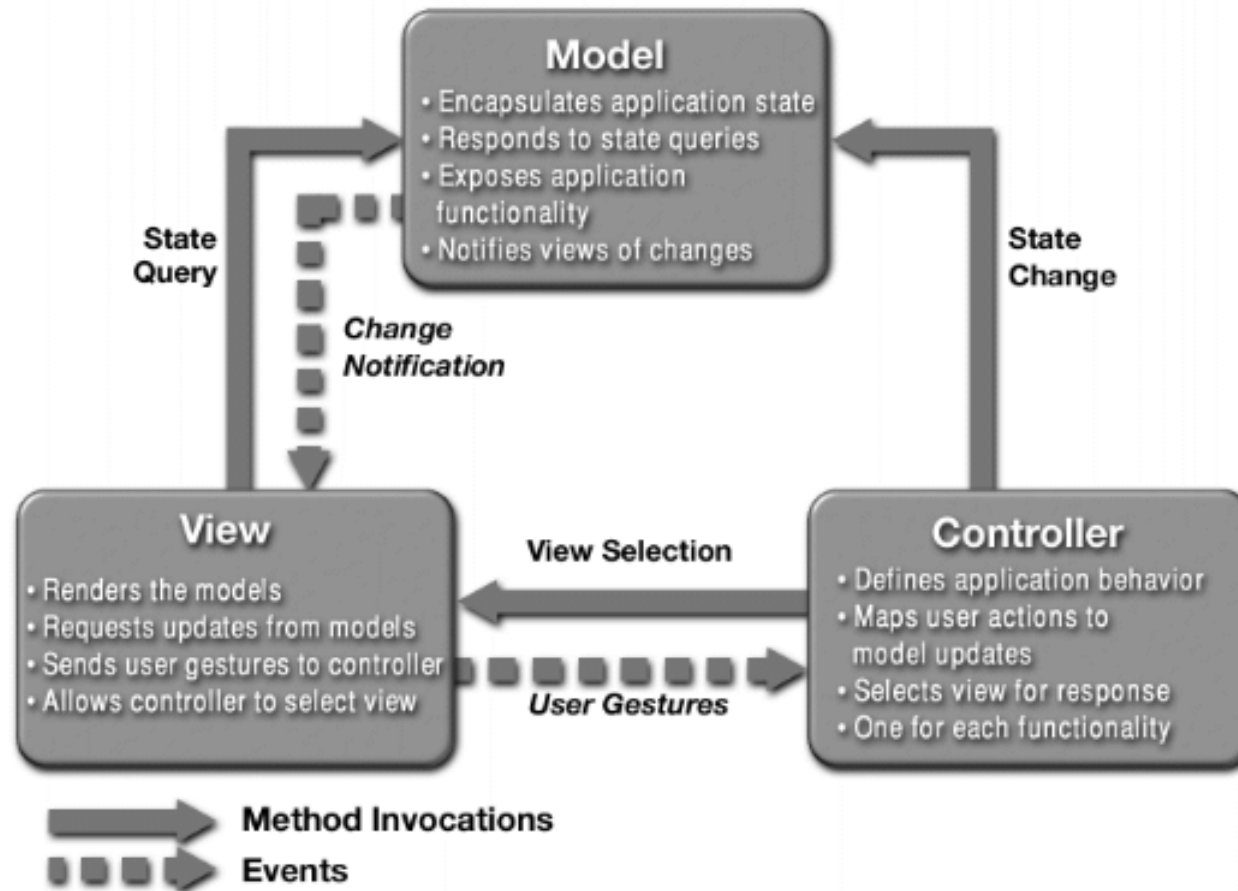 Model
• Encapsulates application state
• Responds to state queries
• Exposes application
functionality
• Notifies views of changes
State
Query
Change
Notification
State
Change
View
• Renders the models
• Requests updates from models
• Sends user gestures to controller
• Allows controller to select view
View Selection
User Gestures
Controller
• Defines application behavior
• Maps user actions to
model updates
• Selects view for response
• One for each functionality
Method Invocations
Events